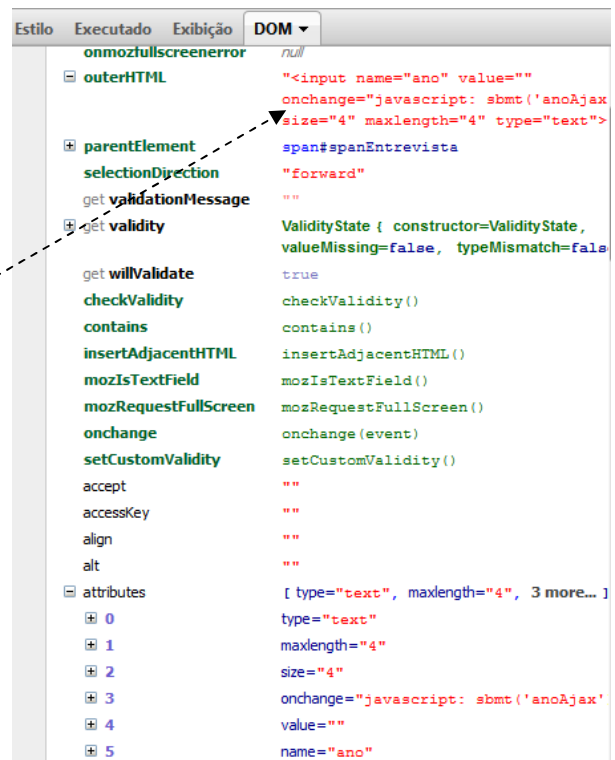 Estilo Executado Exibição DOM
onmozfullscreenerror null
outerHTML "<input name="ano" value=""
onchange="javascript: sbmt('anoAjax
size="4" maxlength="4" type="text">
parentElement span#spanEntrevista
selectionDirection "forward"
get validationMessage ""
get validity ValidityState { constructor=ValidityState,
valueMissing=false, typeMismatch=fals
get willValidate true
checkValidity checkValidity()
contains contains()
insertAdjacentHTML insertAdjacentHTML()
mozIsTextField mozIsTextField()
mozRequestFullScreen mozRequestFullScreen()
onchange onchange(event)
setCustomValidity setCustomValidity()
accept ""
accessKey ""
align ""
alt ""
attributes [ type="text", maxlength="4", 3 more... ]
0 type="text"
1 maxlength="4"
2 size="4"
3 onchange="javascript: sbmt('anoAjax'
4 value=""
5 name="ano"